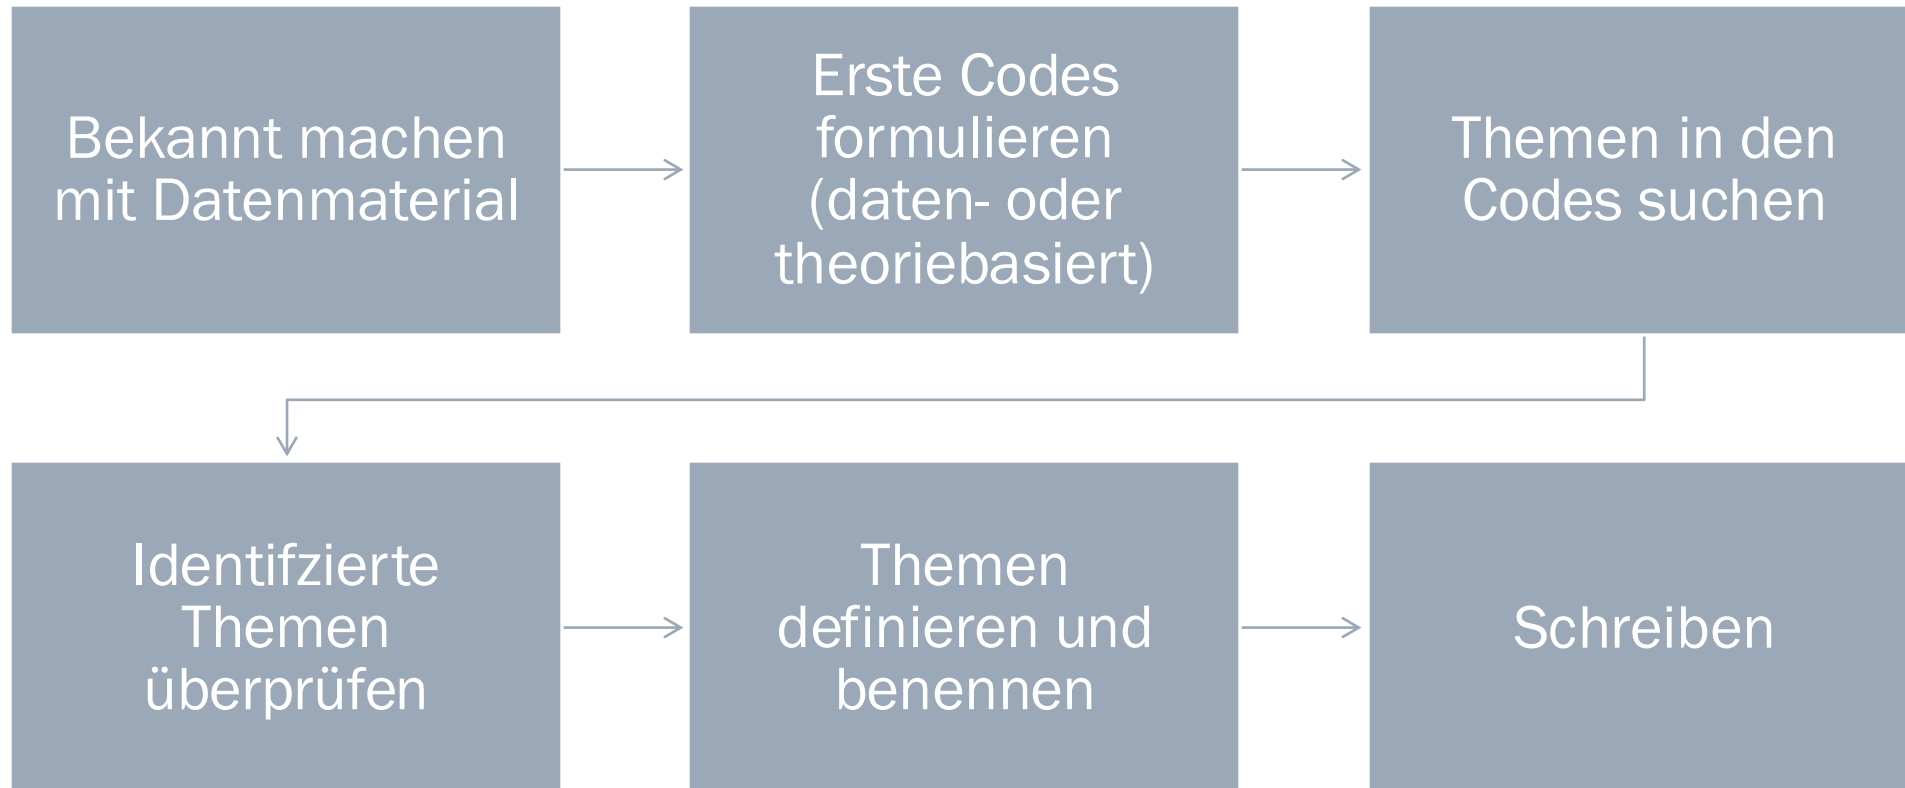 Bekannt machen
mit Datenmaterial
Erste Codes
formulieren
(daten- oder
theoriebasiert)
Themen in den
Codes suchen
Identifzierte
Themen
überprüfen
Themen
definieren und
benennen
Schreiben